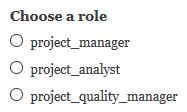 Choose a role
project_manager
project_analyst
project_quality_manager